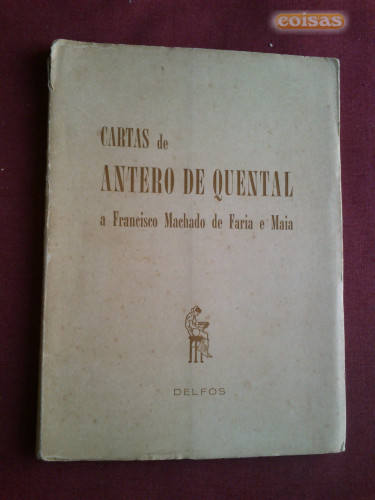 coisas
CARTAS de
ANTERO DE QUENTAL
a Francisco Machado de Faria e Maia
DELFOS